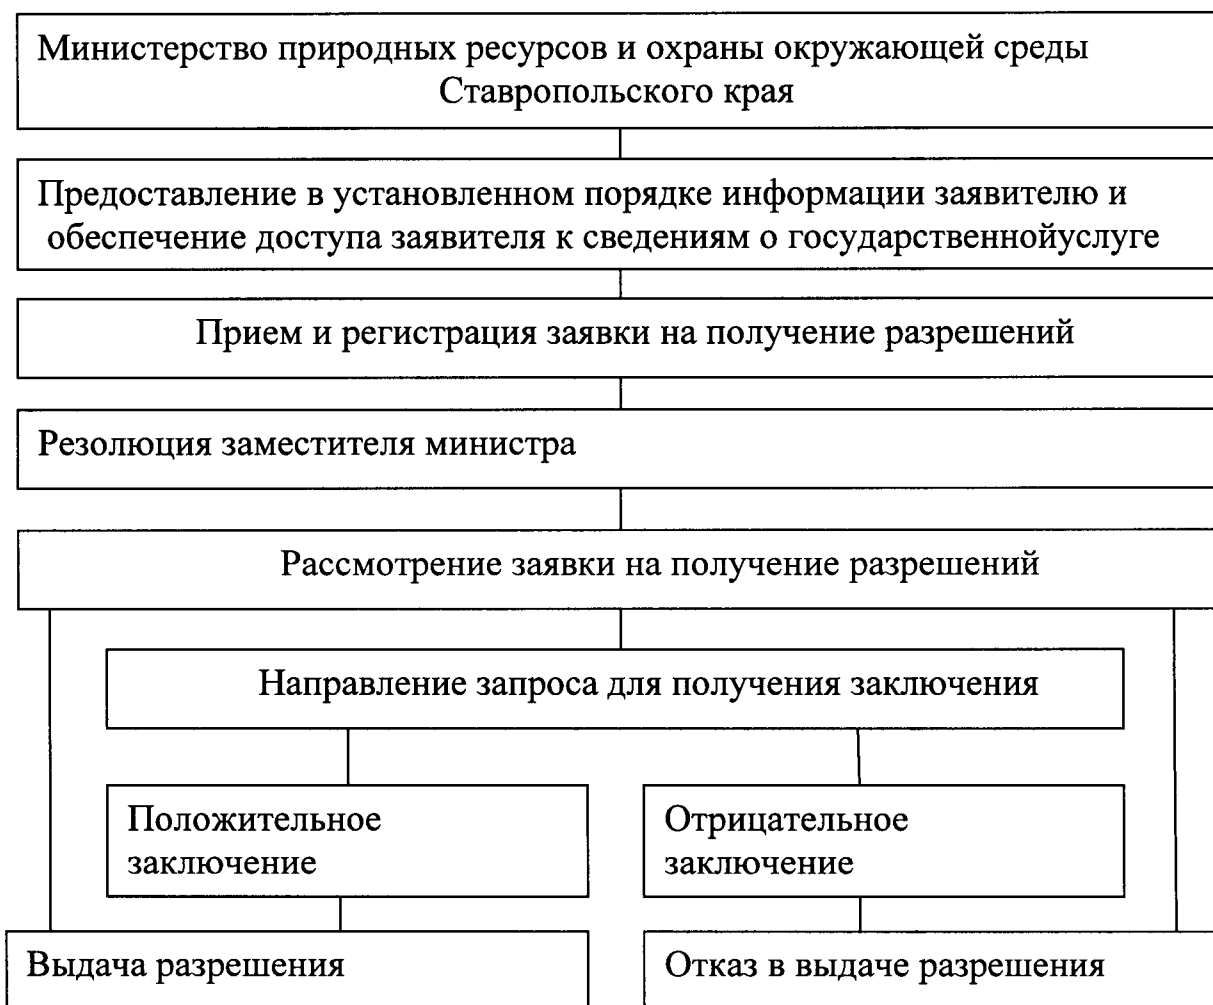 Министерство природных ресурсов и охраны окружающей среды
Ставропольского края
Предоставление в установленном порядке информации заявителю и
обеспечение доступа заявителя к сведениям о государственнойуслуге
Прием и регистрация заявки на получение разрешений
Резолюция заместителя министра
Рассмотрение заявки на получение разрешений
Направление запроса для получения заключения
Положительное
заключение
Отрицательное
заключение
Выдача разрешения
Отказ в выдаче разрешения